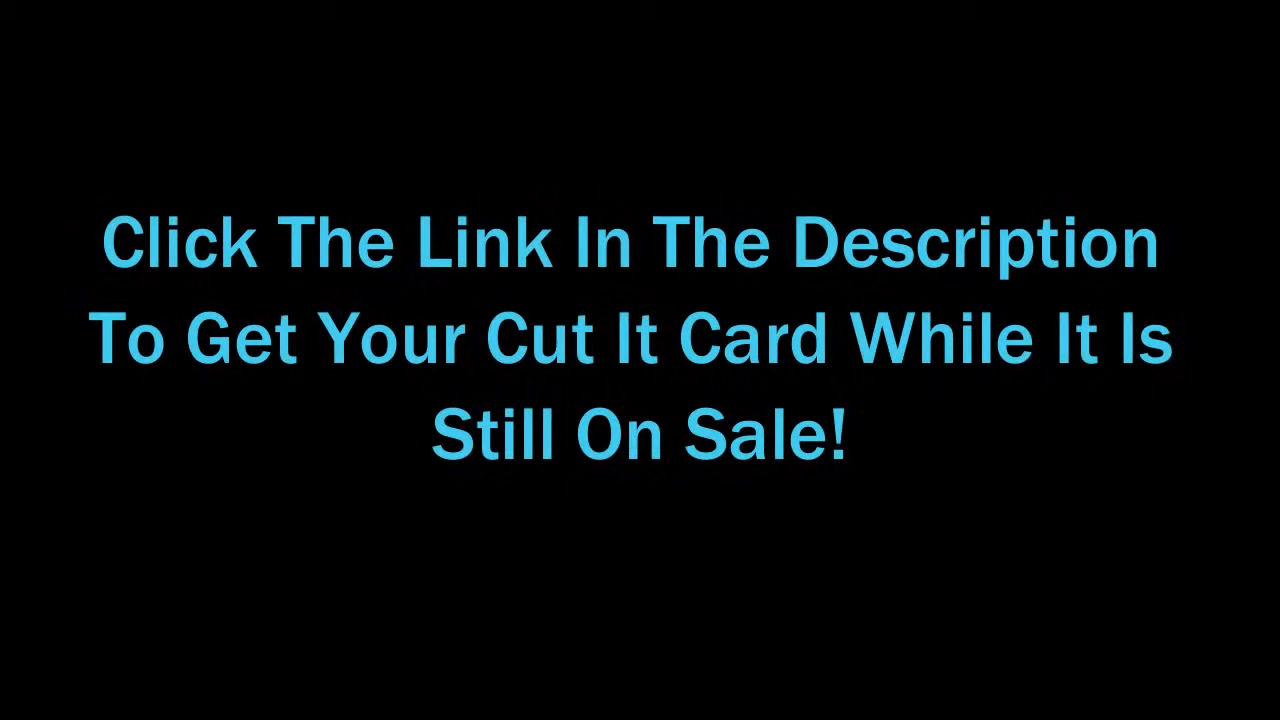 Click The Link In The Description
To Get Your Cut It Card While It Is
Still On Sale!